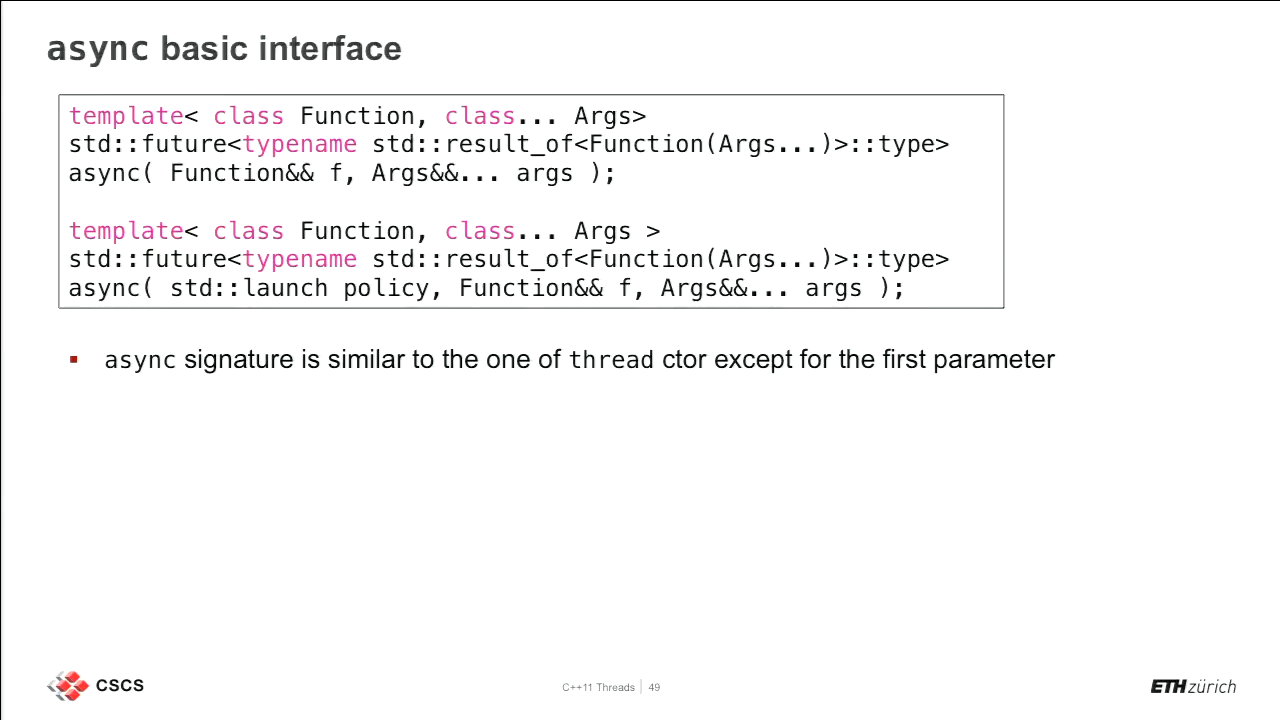 async basic interface
template< class Function, class... Args>
std::future<typename std::result_of<Function(Args...)>::type>
async( Function&& f, Args&&... args );
template< class Function, class... Args >
std::future<typename std::result_of<Function(Args...)>::type>
async( std::launch policy, Function&& f, Args&&... args );
▪ async signature is similar to the one of thread ctor except for the first parameter
CSCS
C++11 Threads | 49
ETH zürich